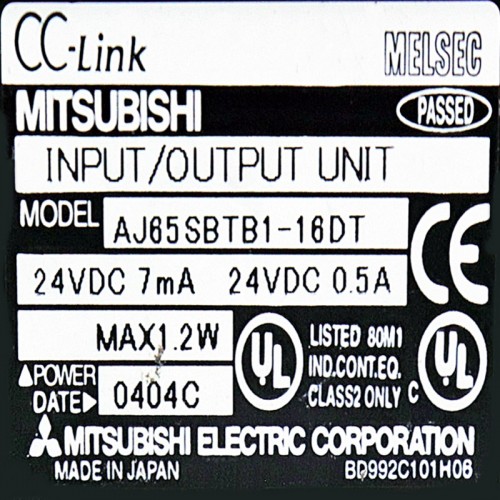 CC-Link MELSEC
MITSUBISHI PASSED
INPUT/OUTPUT UNIT
MODEL AJ65SBTB1-16DT CE
24VDC 7mA 24VDC 0.5A
MAX1.2W UL LISTED 80M1 UL
▲POWER IND.CONT.EQ.
DATE▶ 0404C CLASS2 ONLY C
MITSUBISHI ELECTRIC CORPORATION
MADE IN JAPAN BD992C101H06